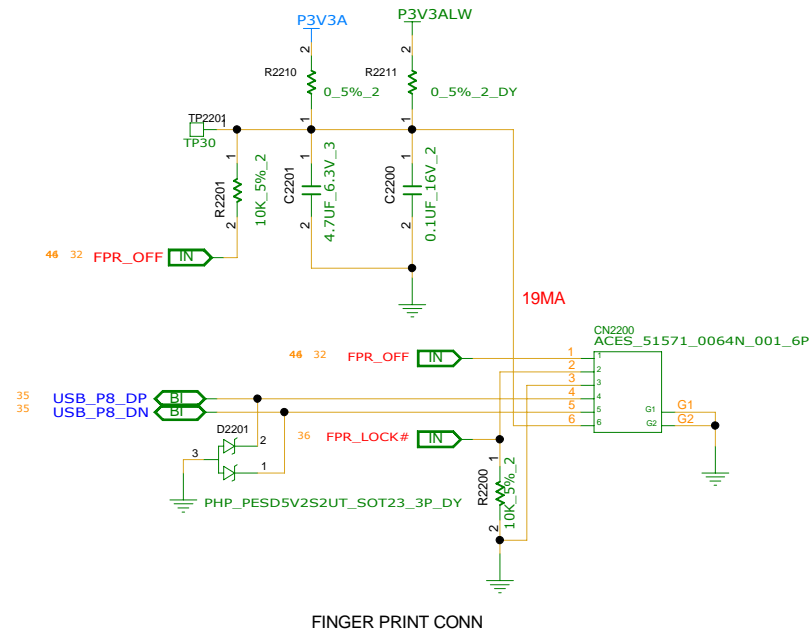 P3V3A
P3V3ALW
2
2
R2210
R2211
0_5%_2
0_5%_2_DY
TP2201
1
1
1
TP30
1
R2201
10K_5%_2
2
1
C2201
4.7UF_6.3V_3
2
1
C2200
0.1UF_16V_2
2
32
FPR_OFF
IN
19MA
CN2200
ACES_51571_0064N_001_6P
32
FPR_OFF
IN
1
1
2
2
3
3
35
USB_P8_DP
BI
4
4
35
USB_P8_DN
BI
5
5
G1
G1
6
6
G2
G2
D2201
36
FPR_LOCK#
IN
2
3
1
1
R2200
10K_5%_2
2
PHP_PESD5V2S2UT_SOT23_3P_DY
FINGER PRINT CONN